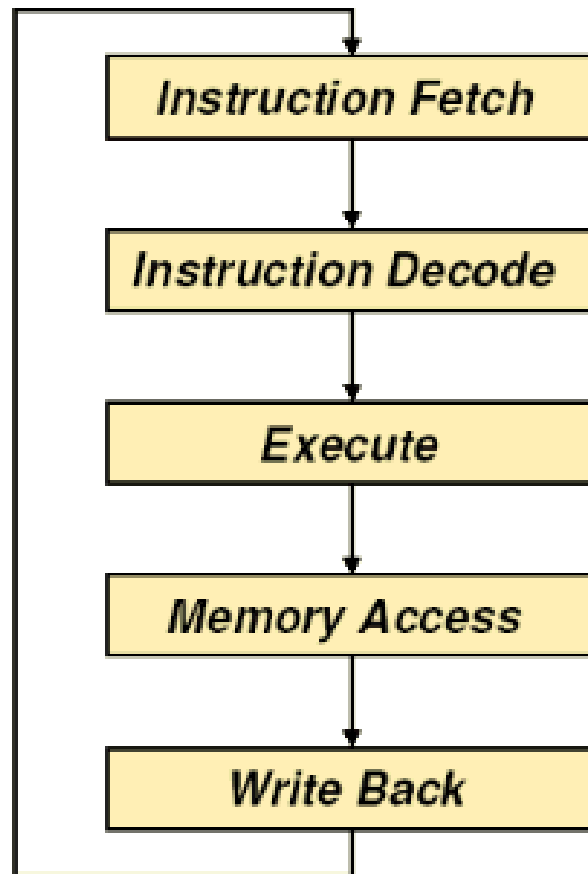 Instruction Fetch
Instruction Decode
Execute
Memory Access
Write Back